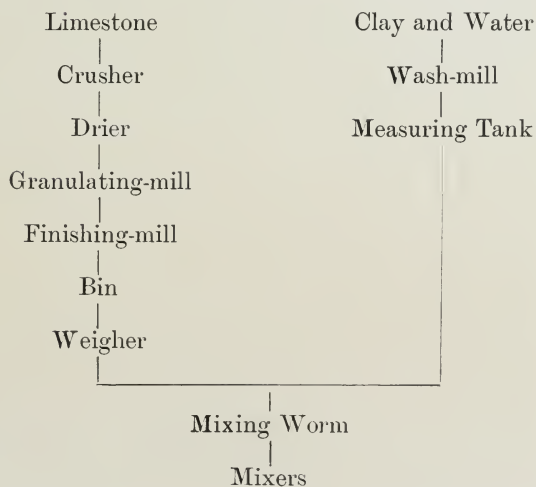 Limestone Clay and Water
Crusher Wash-mill
Drier Measuring Tank
Granulating-mill
Finishing-mill
Bin
Weigher
Mixing Worm
Mixers